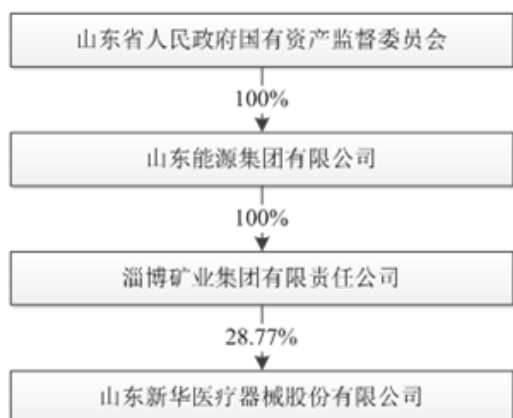 山东省人民政府国有资产监督委员会
100%
山东能源集团有限公司
100%
淄博矿业集团有限责任公司
28.77%
山东新华医疗器械股份有限公司